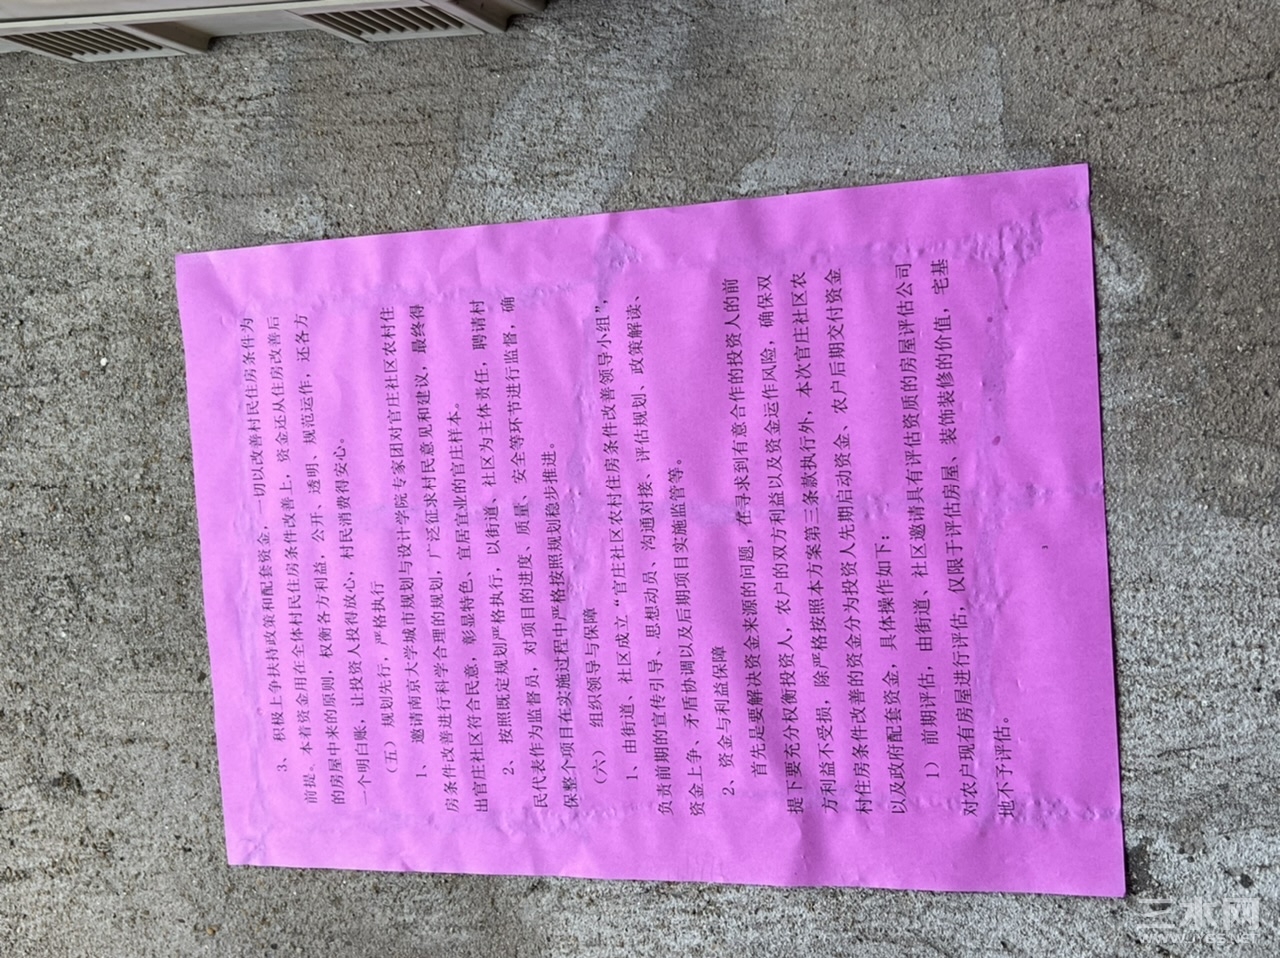 3、 积极上争扶持政策和配套资金，一切以改善村民住房条件为
前提。本着资金用在全体村民住房条件改善上，资金还从住房改善后
的房屋中来的原则，权衡各方利益，公开、透明、规范运作，还各方
一个明白账，让投资人投得放心，村民消费得安心。
（五） 规划先行，严格执行
1、 邀请南京大学城市规划与设计学院专家团对官庄社区农村住
房条件改善进行科学合理的规划，广泛征求村民意见和建议，最终得
出官庄社区符合民意，彰显特色、宜居宜业的官庄样本。
2、 按照既定规划严格执行，以街道、社区为主体责任，聘请村
民代表作为监督员，对项目的进度、质量、安全等环节进行监督，确
保整个项目在实施过程中严格按照规划稳步推进。
（六） 组织领导与保障
1、由街道、社区成立“官庄社区农村住房条件改善领导小组”，
负责前期的宣传引导、思想动员、沟通对接、评估规划、政策解读、
资金上争、矛盾协调以及后期项目实施监管等。
2、资金与利益保障
首先是要解决资金来源的问题，在寻求到有意合作的投资人的前
提下要充分权衡投资人，农户的双方利益以及资金运作风险，确保双
方利益不受损，除严格按照本方案第三条款执行外，本次官庄社区农
村住房条件改善的资金分为投资人先期启动资金、农户后期交付资金
以及政府配套资金，具体操作如下：
1） 前期评估，由街道、社区邀请具有评估资质的房屋评估公司
对农户现有房屋进行评估，仅限于评估房屋、装饰装修的价值，宅基
地不予评估。
三水网
WWW.JYGS.NET